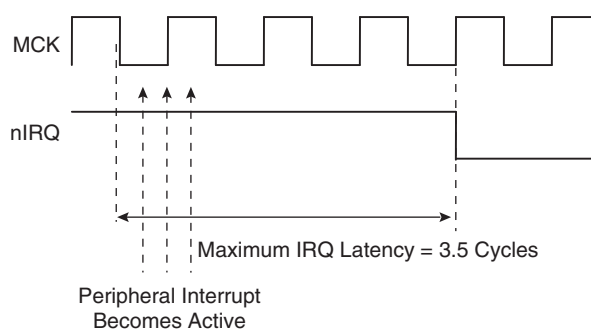 MCK
nIRQ
Maximum IRQ Latency = 3.5 Cycles
Peripheral Interrupt
Becomes Active